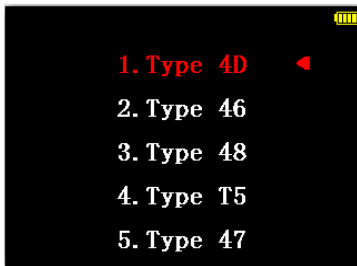 1. Type 4D
2. Type 46
3. Type 48
4. Type T5
5. Type 47